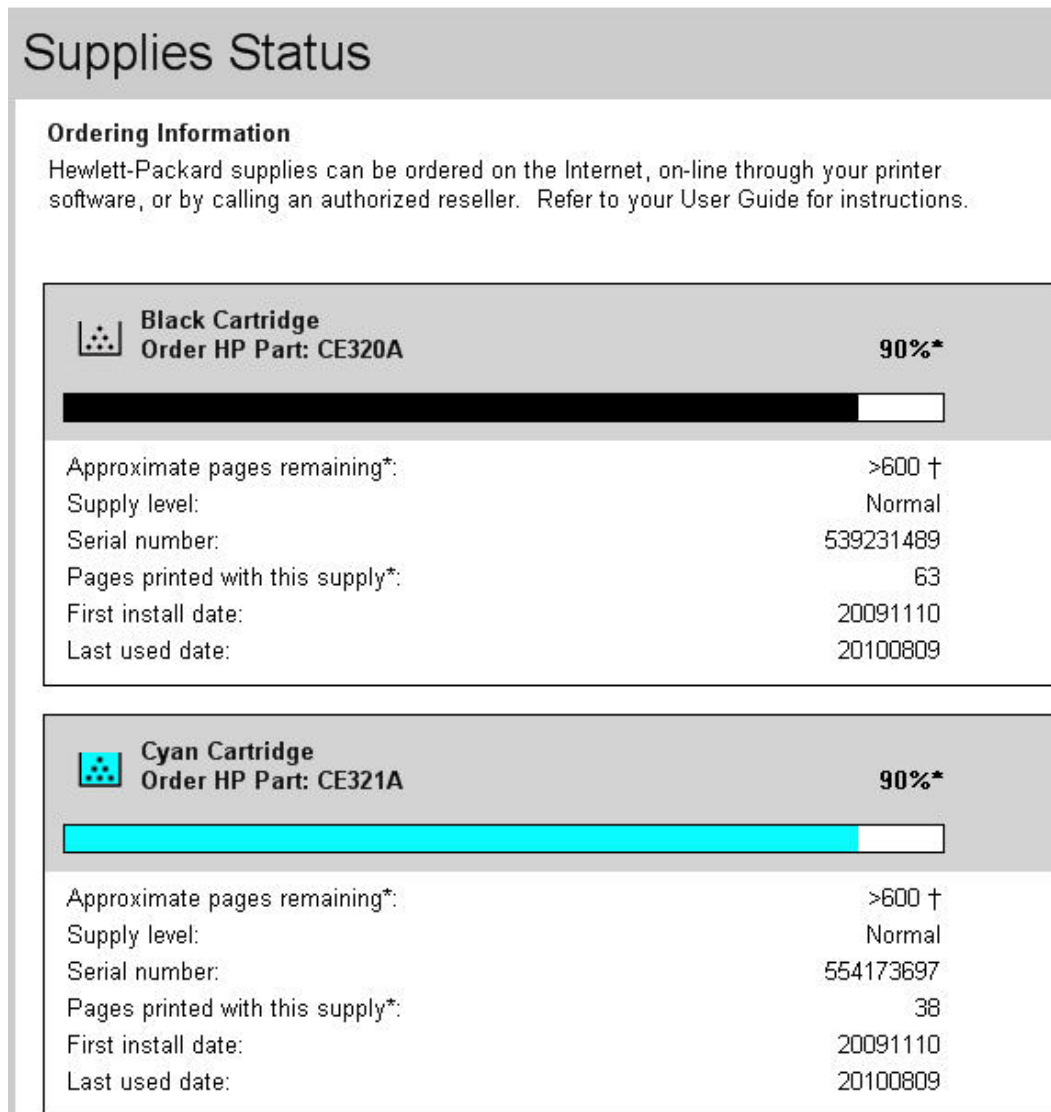 Supplies Status
Ordering Information
Hewlett-Packard supplies can be ordered on the Internet, on-line through your printer
software, or by calling an authorized reseller.  Refer to your User Guide for instructions.
Black Cartridge
Order HP Part: CE320A 90%*
Approximate pages remaining*: >600 †
Supply level: Normal
Serial number: 539231489
Pages printed with this supply*: 63
First install date: 20091110
Last used date: 20100809
Cyan Cartridge
Order HP Part: CE321A 90%*
Approximate pages remaining*: >600 †
Supply level: Normal
Serial number: 554173697
Pages printed with this supply*: 38
First install date: 20091110
Last used date: 20100809